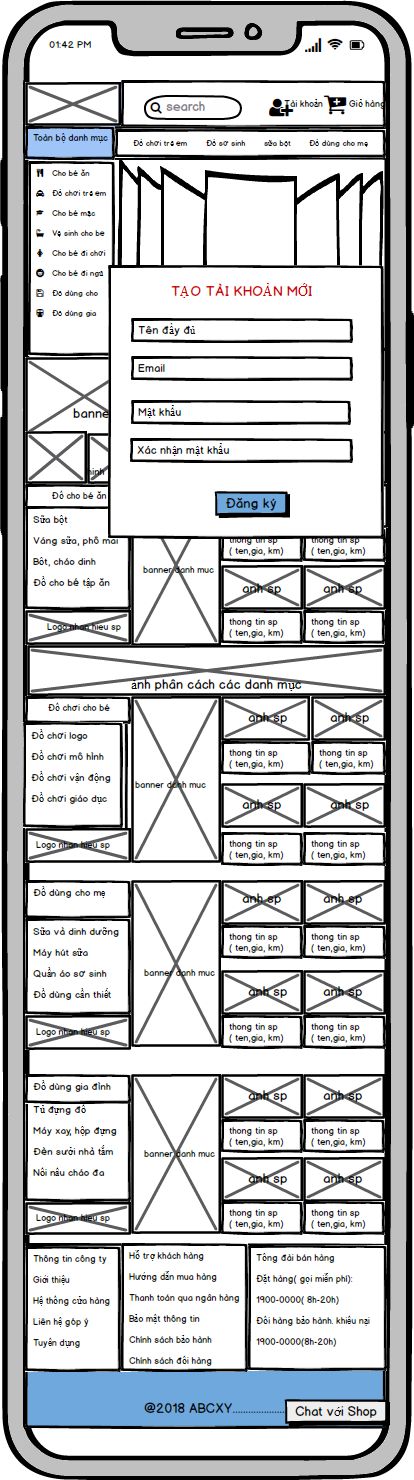 01:42 PM
search
Tài khoản
Giỏ hàng
Toàn bộ danh mục
Đồ chơi trẻ em
Đồ sơ sinh
sữa bột
Đồ dùng cho mẹ
Cho bé ăn
Đồ chơi trẻ em
Cho bé mặc
Vệ sinh cho bé
Cho bé đi chơi
Cho bé đi ngủ
Đồ dùng cho
Đồ dùng gia
TẠO TÀI KHOẢN MỚI
Tên đầy đủ
Email
Mật khẩu
Xác nhận mật khẩu
Đăng ký
banne
Đồ cho bé ăn
Sữa bột
Váng sữa, phô mai
Bột, cháo dinh
Đồ cho bé tập ăn
Logo nhan hieu sp
banner danh muc
thong tin sp
( ten,gia, km)
thong tin sp
( ten,gia, km)
anh sp
anh sp
thong tin sp
( ten,gia, km)
thong tin sp
( ten,gia, km)
ảnh phân cách các danh mục
Đồ chơi cho bé
Đồ chơi logo
Đồ chơi mô hình
Đồ chơi vận động
Đồ chơi giáo dục
Logo nhan hieu sp
banner danh muc
anh sp
anh sp
thong tin sp
( ten,gia, km)
thong tin sp
( ten,gia, km)
anh sp
anh sp
thong tin sp
( ten,gia, km)
thong tin sp
( ten,gia, km)
Đồ dùng cho mẹ
Sữa và dinh dưỡng
Máy hút sữa
Quần áo sơ sinh
Đồ dùng cần thiết
Logo nhan hieu sp
banner danh muc
anh sp
anh sp
thong tin sp
( ten,gia, km)
thong tin sp
( ten,gia, km)
anh sp
anh sp
thong tin sp
( ten,gia, km)
thong tin sp
( ten,gia, km)
Đồ dùng gia đình
Tủ đựng đồ
Máy xay, hộp đựng
Đèn sưởi nhà tắm
Nồi nấu cháo đa
Logo nhan hieu sp
banner danh muc
anh sp
anh sp
thong tin sp
( ten,gia, km)
thong tin sp
( ten,gia, km)
anh sp
anh sp
thong tin sp
( ten,gia, km)
thong tin sp
( ten,gia, km)
Thông tin công ty
Giới thiệu
Hệ thống cửa hàng
Liên hệ góp ý
Tuyển dụng
Hỗ trợ khách hàng
Hướng dẫn mua hàng
Thanh toán qua ngân hàng
Bảo mật thông tin
Chính sách bảo hành
Chính sách đổi hàng
Tổng đài bán hàng
Đặt hàng( gọi miễn phí):
1900-0000( 8h-20h)
Đổi hàng bảo hành. khiếu nại
1900-0000(8h-20h)
@2018 ABCXY....................
Chat với Shop